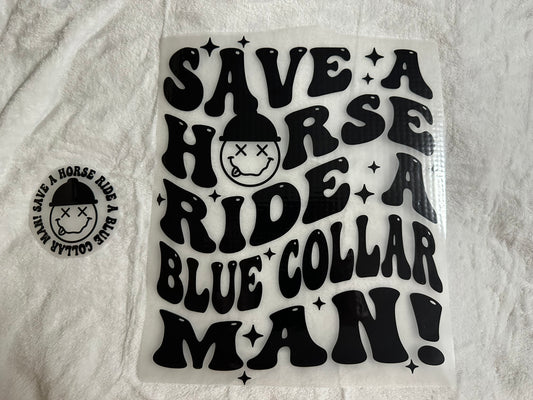 SAVE A HORSE RIDE A BLUE COLLAR MAN!
SAVE A
HORSE
RIDE A
BLUE COLLAR
MAN!